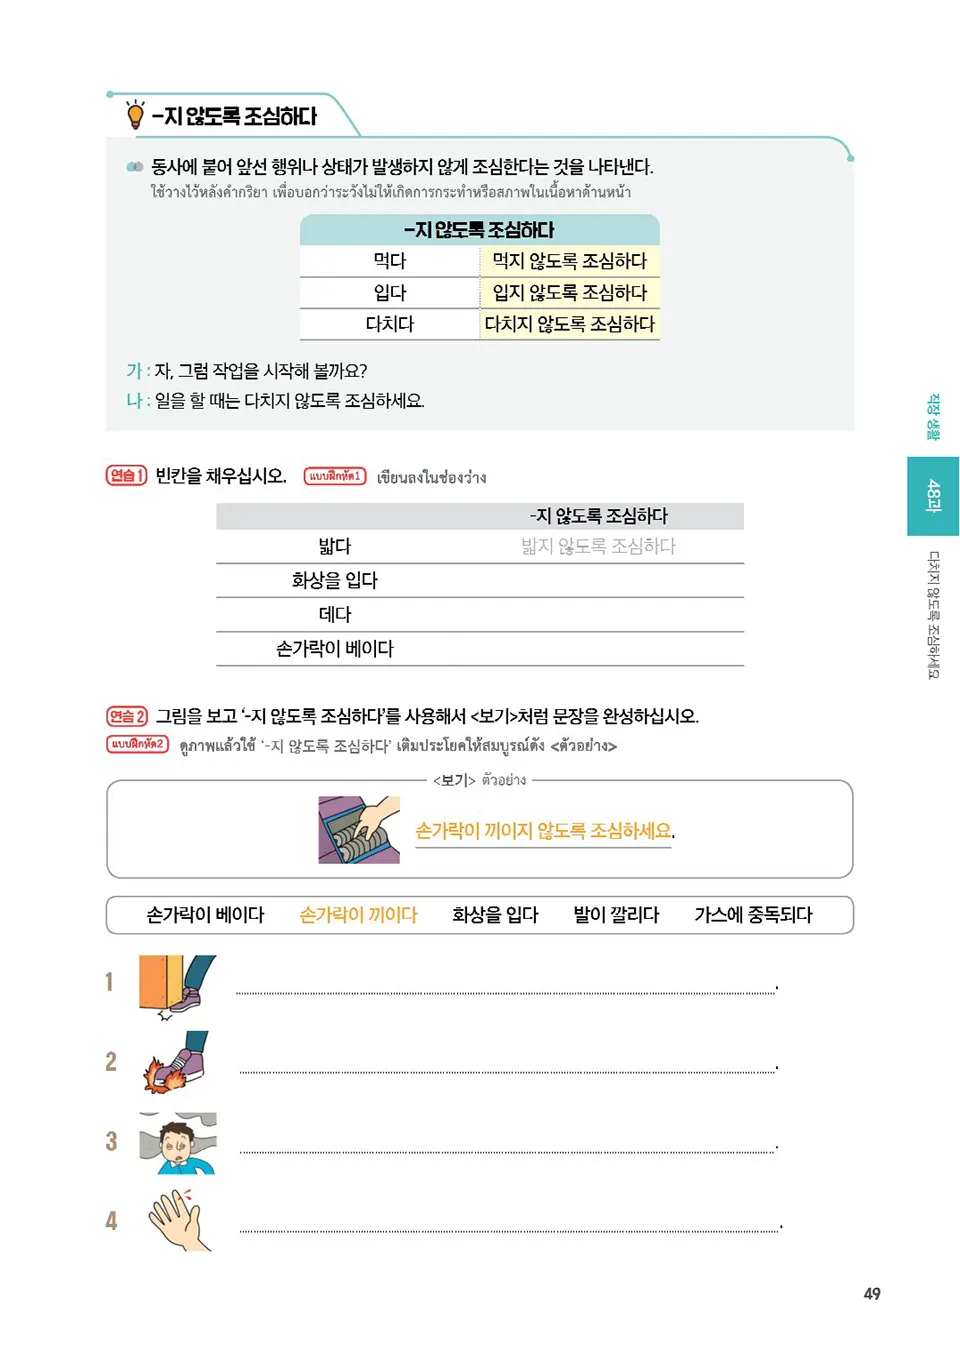 -지 않도록 조심하다
동사에 붙어 앞선 행위나 상태가 발생하지 않게 조심한다는 것을 나타낸다.
ใช้วางไว้หลังคำกริยา เพื่อบอกว่าระวังไม่ให้เกิดการกระทำหรือสภาพในเนื้อหาด้านหน้า
-지 않도록 조심하다
먹다 먹지 않도록 조심하다
입다 입지 않도록 조심하다
다치다 다치지 않도록 조심하다
가 : 자, 그럼 작업을 시작해 볼까요?
나 : 일을 할 때는 다치지 않도록 조심하세요.
연습 1 빈칸을 채우십시오. แบบฝึกหัด1 เขียนลงในช่องว่าง
-지 않도록 조심하다
밟다 밟지 않도록 조심하다
화상을 입다
데다
손가락이 베이다
연습 2 그림을 보고 ‘-지 않도록 조심하다’를 사용해서 <보기>처럼 문장을 완성하십시오.
แบบฝึกหัด2 ดูภาพแล้วใช้ ‘-지 않도록 조심하다’ เติมประโยคให้สมบูรณ์ดัง <ตัวอย่าง>
<보기> ตัวอย่าง
손가락이 끼이지 않도록 조심하세요.
손가락이 베이다 손가락이 끼이다 화상을 입다 발이 깔리다 가스에 중독되다
1 .
2 .
3 .
4 .
직장 생활
48과
다치지 않도록 조심하세요
49